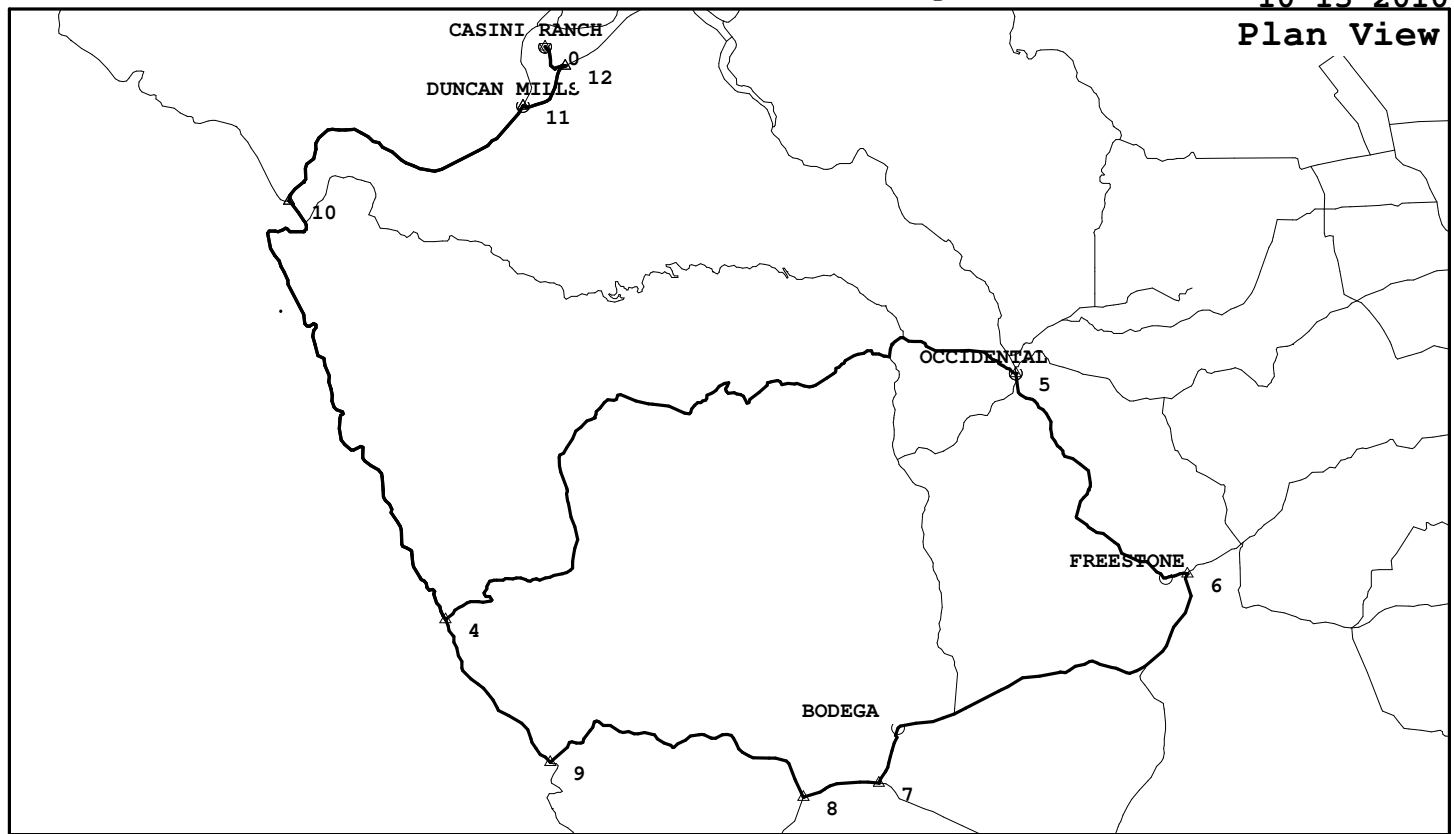 Plan View
CASINI RANCH
0
12
DUNCAN MILLS
11
10
OCCIDENTAL
5
FREESTONE
6
4
BODEGA
9
8
7